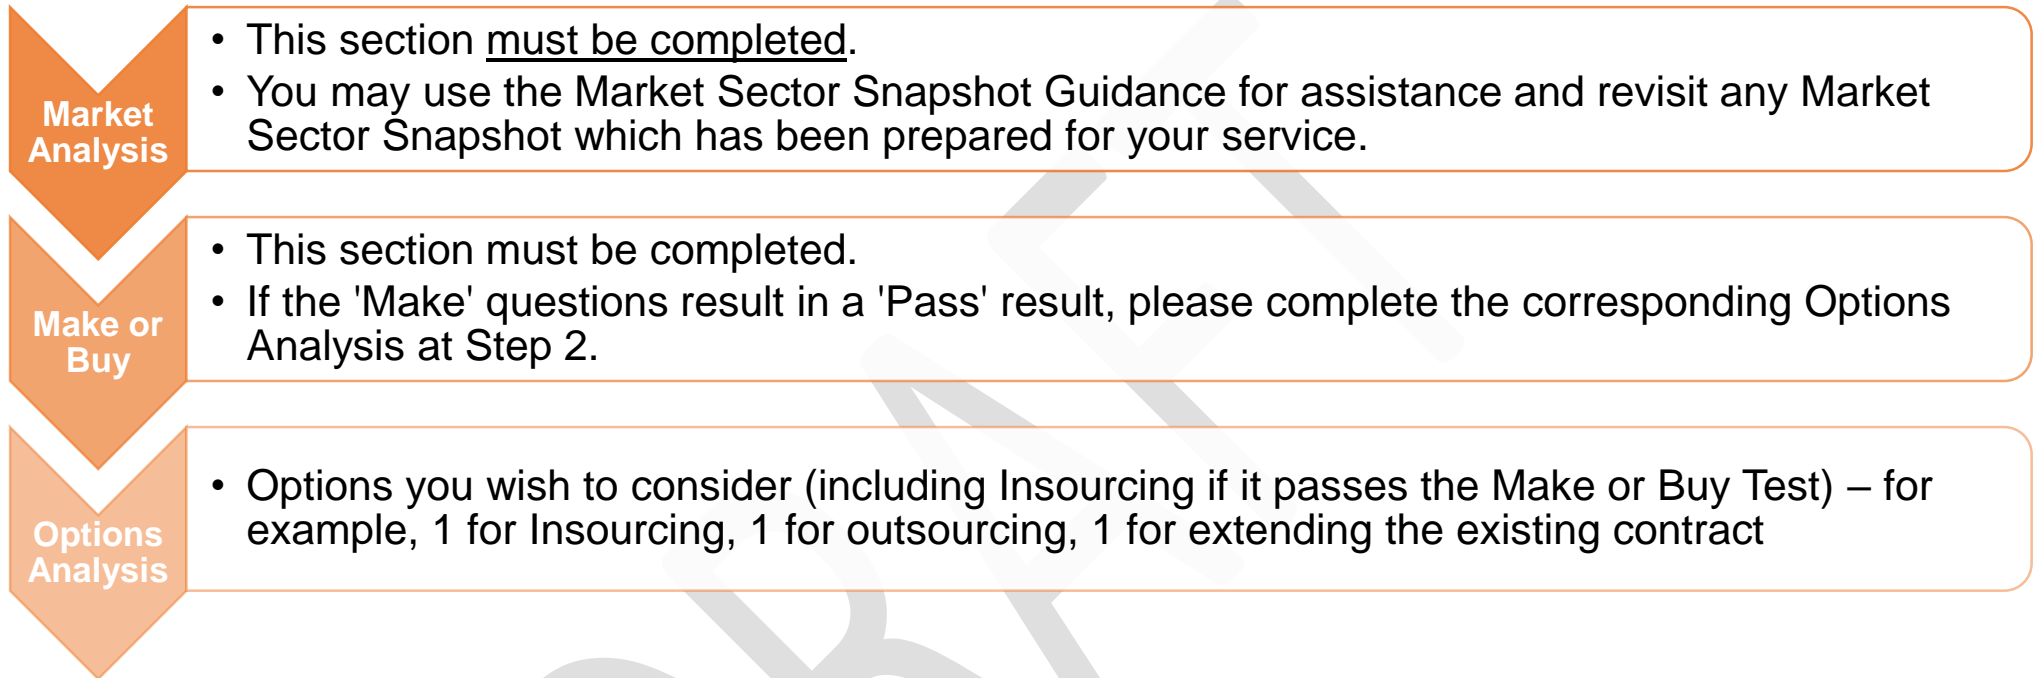 Market
Analysis
• This section must be completed.
• You may use the Market Sector Snapshot Guidance for assistance and revisit any Market
Sector Snapshot which has been prepared for your service.
Make or
Buy
• This section must be completed.
• If the 'Make' questions result in a 'Pass' result, please complete the corresponding Options
Analysis at Step 2.
Options
Analysis
• Options you wish to consider (including Insourcing if it passes the Make or Buy Test) – for
example, 1 for Insourcing, 1 for outsourcing, 1 for extending the existing contract
DRAFT